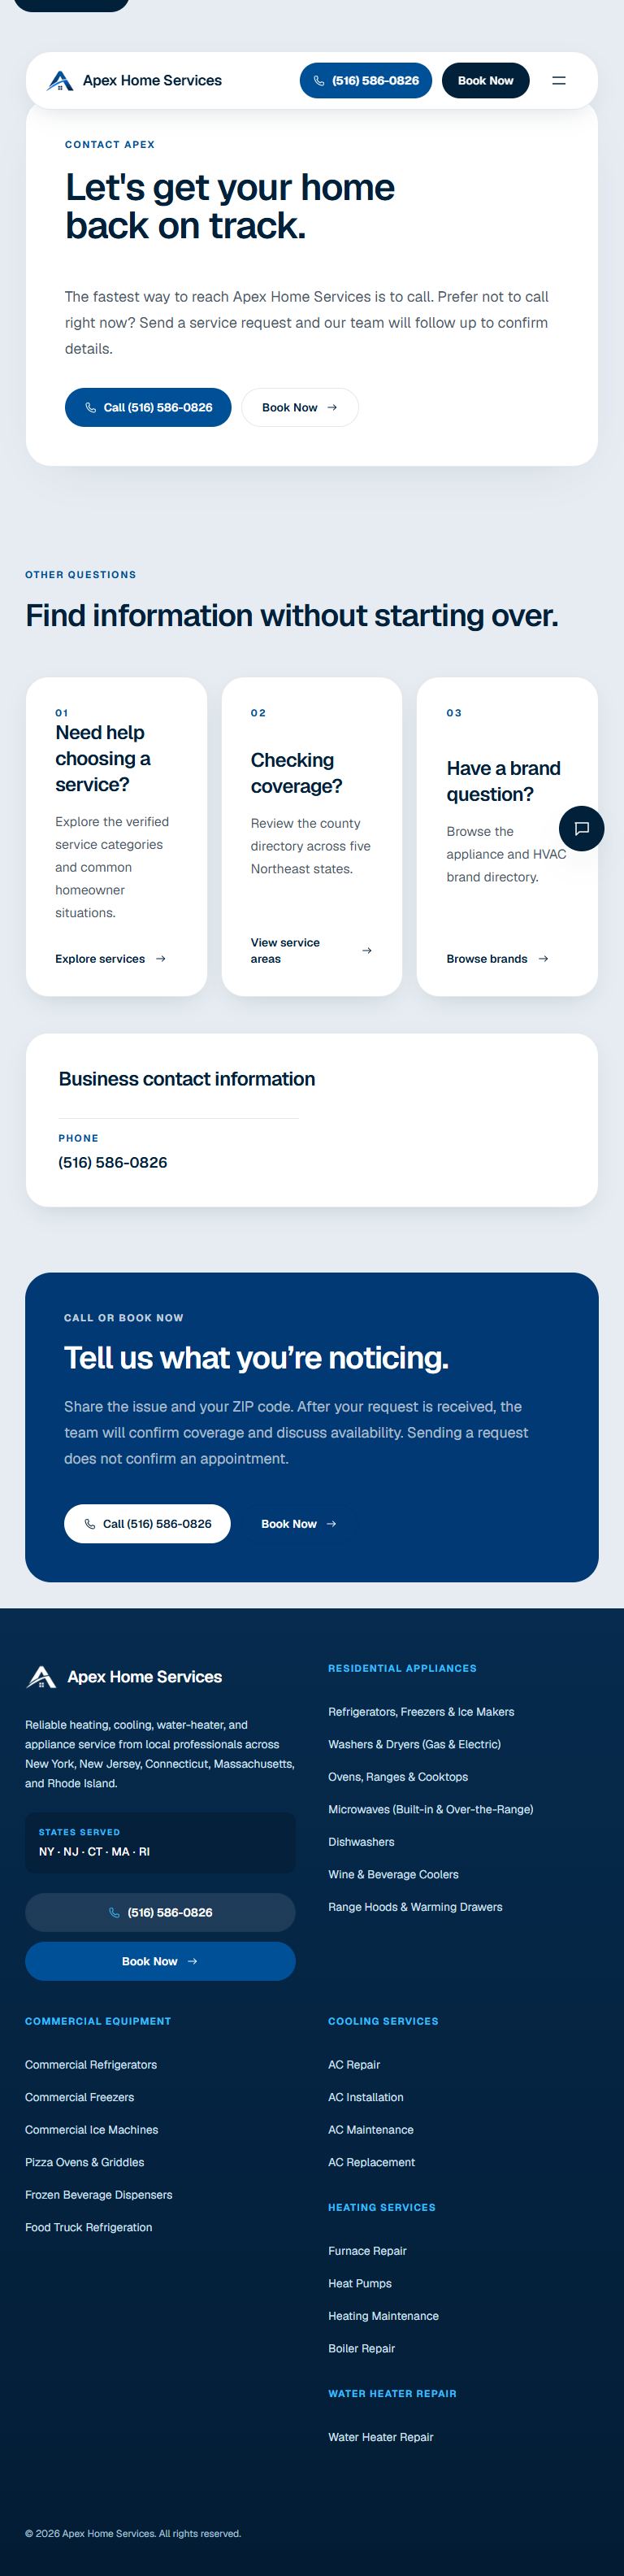 Apex Home Services
(516) 586-0826
Book Now
CONTACT APEX
Let's get your home
back on track.
The fastest way to reach Apex Home Services is to call. Prefer not to call
right now? Send a service request and our team will follow up to confirm
details.
Call (516) 586-0826
Book Now
OTHER QUESTIONS
Find information without starting over.
01
Need help
choosing a
service?
Explore the verified
service categories
and common
homeowner
situations.
Explore services
02
Checking
coverage?
Review the county
directory across five
Northeast states.
View service
areas
03
Have a brand
question?
Browse the
appliance and HVAC
brand directory.
Browse brands
Business contact information
PHONE
(516) 586-0826
CALL OR BOOK NOW
Tell us what you’re noticing.
Share the issue and your ZIP code. After your request is received, the
team will confirm coverage and discuss availability. Sending a request
does not confirm an appointment.
Call (516) 586-0826
Book Now
Apex Home Services
Reliable heating, cooling, water-heater, and
appliance service from local professionals across
New York, New Jersey, Connecticut, Massachusetts,
and Rhode Island.
STATES SERVED
NY · NJ · CT · MA · RI
(516) 586-0826
Book Now
RESIDENTIAL APPLIANCES
Refrigerators, Freezers & Ice Makers
Washers & Dryers (Gas & Electric)
Ovens, Ranges & Cooktops
Microwaves (Built-in & Over-the-Range)
Dishwashers
Wine & Beverage Coolers
Range Hoods & Warming Drawers
COMMERCIAL EQUIPMENT
Commercial Refrigerators
Commercial Freezers
Commercial Ice Machines
Pizza Ovens & Griddles
Frozen Beverage Dispensers
Food Truck Refrigeration
COOLING SERVICES
AC Repair
AC Installation
AC Maintenance
AC Replacement
HEATING SERVICES
Furnace Repair
Heat Pumps
Heating Maintenance
Boiler Repair
WATER HEATER REPAIR
Water Heater Repair
© 2026 Apex Home Services. All rights reserved.